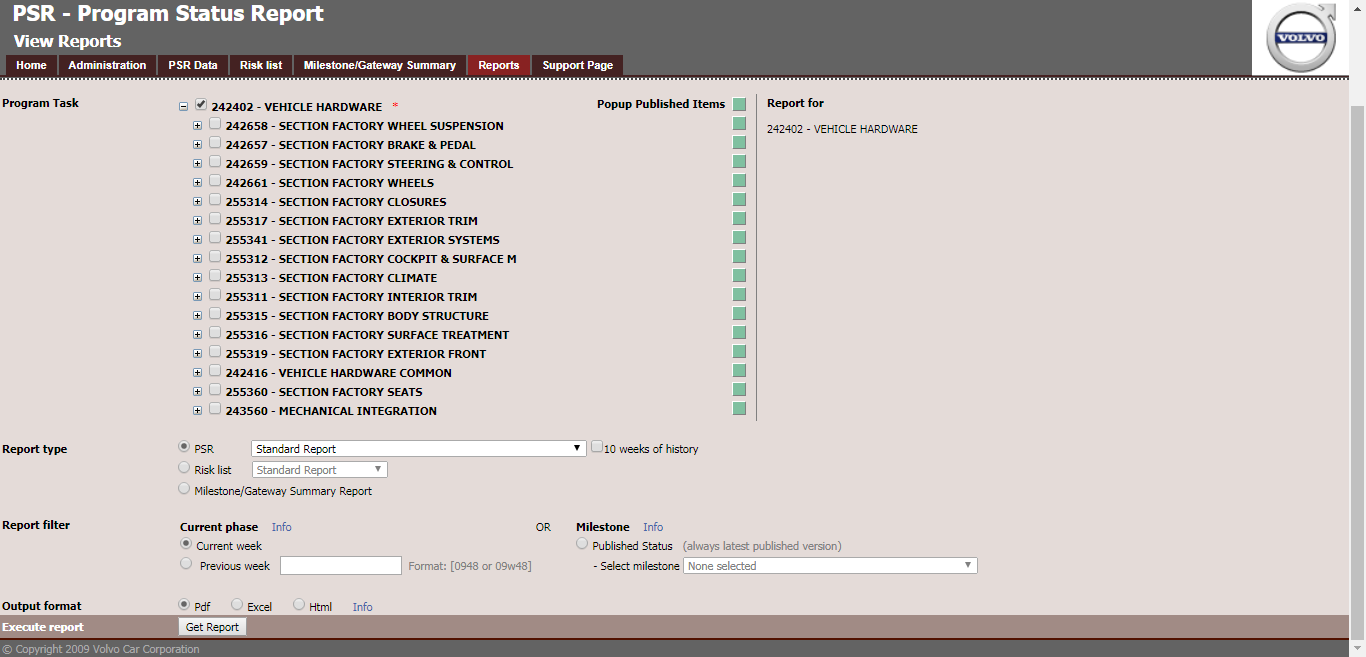 PSR - Program Status Report
View Reports
VOLVO
Home Administration PSR Data Risk list Milestone/Gateway Summary Reports Support Page
Program Task
242402 - VEHICLE HARDWARE *
242658 - SECTION FACTORY WHEEL SUSPENSION
242657 - SECTION FACTORY BRAKE & PEDAL
242659 - SECTION FACTORY STEERING & CONTROL
242661 - SECTION FACTORY WHEELS
255314 - SECTION FACTORY CLOSURES
255317 - SECTION FACTORY EXTERIOR TRIM
255341 - SECTION FACTORY EXTERIOR SYSTEMS
255312 - SECTION FACTORY COCKPIT & SURFACE M
255313 - SECTION FACTORY CLIMATE
255311 - SECTION FACTORY INTERIOR TRIM
255315 - SECTION FACTORY BODY STRUCTURE
255316 - SECTION FACTORY SURFACE TREATMENT
255319 - SECTION FACTORY EXTERIOR FRONT
242416 - VEHICLE HARDWARE COMMON
255360 - SECTION FACTORY SEATS
243560 - MECHANICAL INTEGRATION
Popup Published Items
Report for
242402 - VEHICLE HARDWARE
Report type PSR Standard Report 10 weeks of history
Risk list Standard Report
Milestone/Gateway Summary Report
Report filter Current phase Info OR Milestone Info
Current week Published Status (always latest published version)
Previous week Format: [0948 or 09w48] - Select milestone None selected
Output format Pdf Excel Html Info
Execute report Get Report
© Copyright 2009 Volvo Car Corporation